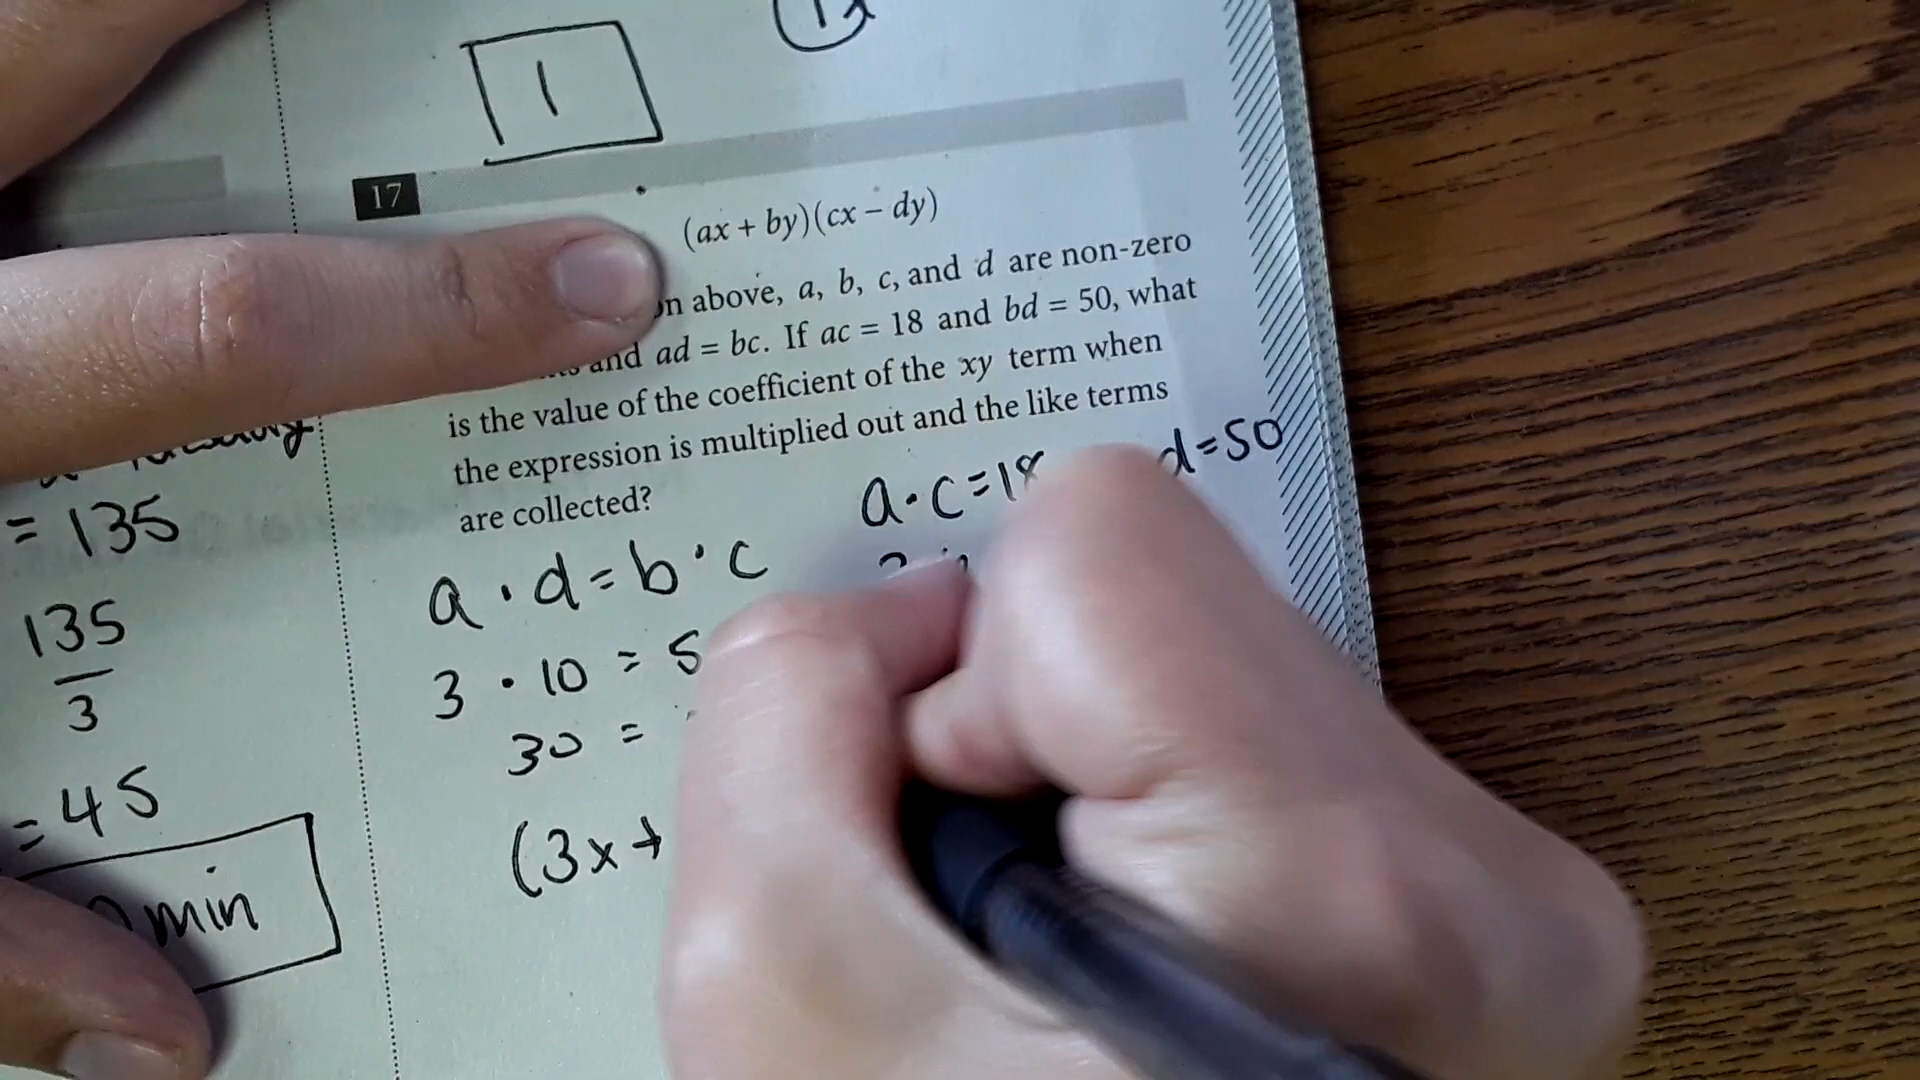 1
17
(ax + by)(cx – dy)
above, a, b, c, and d are non-zero
and ad = bc. If ac = 18 and bd = 50, what
is the value of the coefficient of the xy term when
the expression is multiplied out and the like terms
are collected?
a · c = 18
d = 50
a · d = b · c
3 · 10 = 5
30 =
(3x +
= 135
135
3
= 45
min